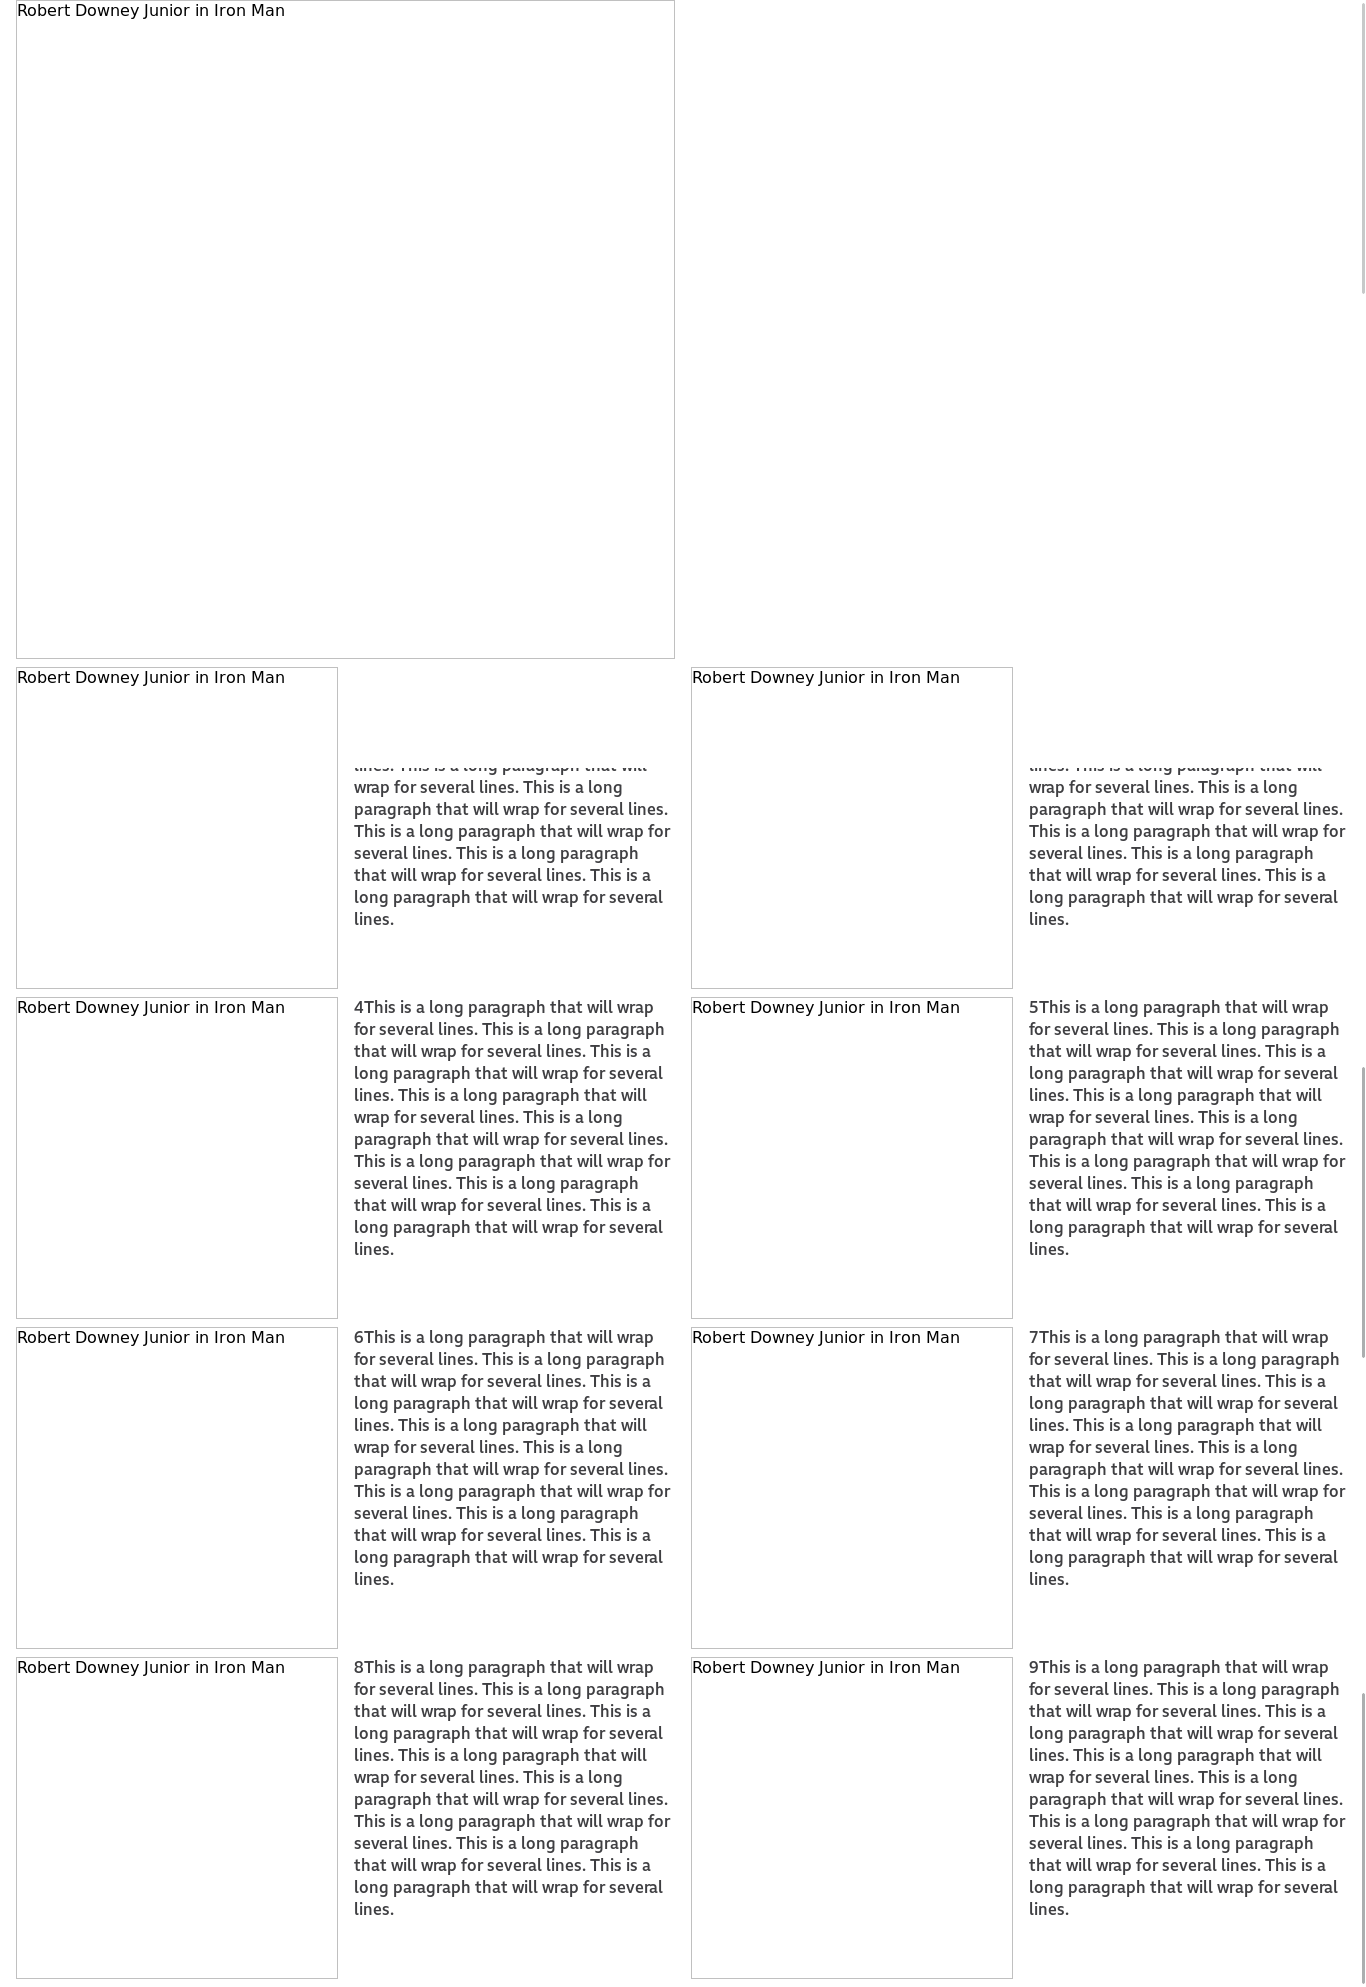 Robert Downey Junior in Iron Man
Robert Downey Junior in Iron Man
lines. This is a long paragraph that will
wrap for several lines. This is a long
paragraph that will wrap for several lines.
This is a long paragraph that will wrap for
several lines. This is a long paragraph
that will wrap for several lines. This is a
long paragraph that will wrap for several
lines.
Robert Downey Junior in Iron Man
lines. This is a long paragraph that will
wrap for several lines. This is a long
paragraph that will wrap for several lines.
This is a long paragraph that will wrap for
several lines. This is a long paragraph
that will wrap for several lines. This is a
long paragraph that will wrap for several
lines.
Robert Downey Junior in Iron Man
4This is a long paragraph that will wrap
for several lines. This is a long paragraph
that will wrap for several lines. This is a
long paragraph that will wrap for several
lines. This is a long paragraph that will
wrap for several lines. This is a long
paragraph that will wrap for several lines.
This is a long paragraph that will wrap for
several lines. This is a long paragraph
that will wrap for several lines. This is a
long paragraph that will wrap for several
lines.
Robert Downey Junior in Iron Man
5This is a long paragraph that will wrap
for several lines. This is a long paragraph
that will wrap for several lines. This is a
long paragraph that will wrap for several
lines. This is a long paragraph that will
wrap for several lines. This is a long
paragraph that will wrap for several lines.
This is a long paragraph that will wrap for
several lines. This is a long paragraph
that will wrap for several lines. This is a
long paragraph that will wrap for several
lines.
Robert Downey Junior in Iron Man
6This is a long paragraph that will wrap
for several lines. This is a long paragraph
that will wrap for several lines. This is a
long paragraph that will wrap for several
lines. This is a long paragraph that will
wrap for several lines. This is a long
paragraph that will wrap for several lines.
This is a long paragraph that will wrap for
several lines. This is a long paragraph
that will wrap for several lines. This is a
long paragraph that will wrap for several
lines.
Robert Downey Junior in Iron Man
7This is a long paragraph that will wrap
for several lines. This is a long paragraph
that will wrap for several lines. This is a
long paragraph that will wrap for several
lines. This is a long paragraph that will
wrap for several lines. This is a long
paragraph that will wrap for several lines.
This is a long paragraph that will wrap for
several lines. This is a long paragraph
that will wrap for several lines. This is a
long paragraph that will wrap for several
lines.
Robert Downey Junior in Iron Man
8This is a long paragraph that will wrap
for several lines. This is a long paragraph
that will wrap for several lines. This is a
long paragraph that will wrap for several
lines. This is a long paragraph that will
wrap for several lines. This is a long
paragraph that will wrap for several lines.
This is a long paragraph that will wrap for
several lines. This is a long paragraph
that will wrap for several lines. This is a
long paragraph that will wrap for several
lines.
Robert Downey Junior in Iron Man
9This is a long paragraph that will wrap
for several lines. This is a long paragraph
that will wrap for several lines. This is a
long paragraph that will wrap for several
lines. This is a long paragraph that will
wrap for several lines. This is a long
paragraph that will wrap for several lines.
This is a long paragraph that will wrap for
several lines. This is a long paragraph
that will wrap for several lines. This is a
long paragraph that will wrap for several
lines.